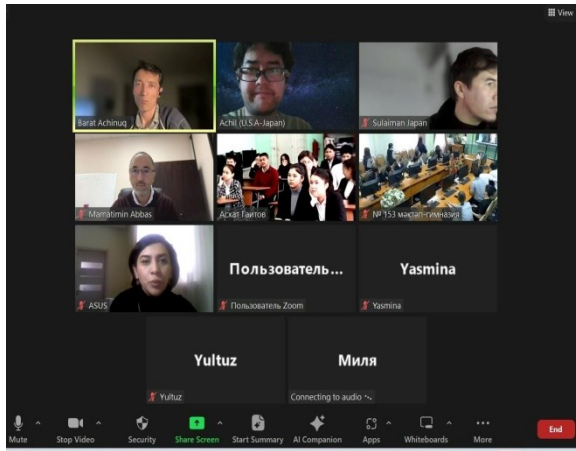 View
Barat Achinuq
Achil (U.S.A-Japan)
Sulaiman Japan
Mamatimin Abbas
Асхат Гаитов
№ 153 мәктәп-гимназия
ASUS
Пользователь...
Пользователь Zoom
Yasmina
Yasmina
Yultuz
Yultuz
Миля
Connecting to audio
Mute
Stop Video
Security
Share Screen
Start Summary
AI Companion
Apps
Whiteboards
More
End